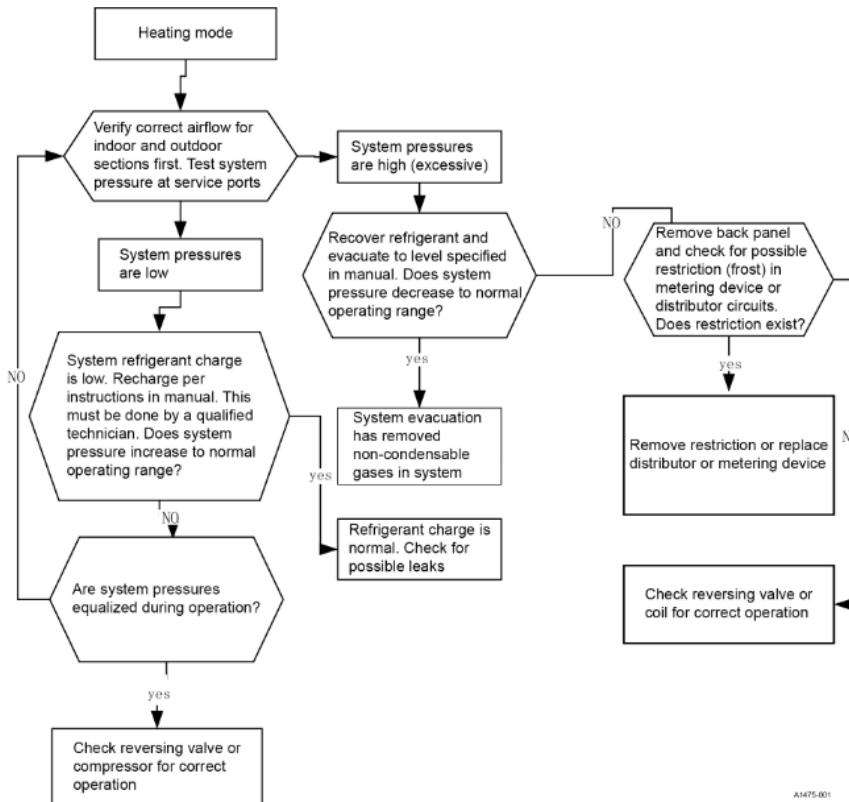 Heating mode
Verify correct airflow for
indoor and outdoor
sections first. Test system
pressure at service ports
System pressures
are high (excessive)
System pressures
are low
Recover refrigerant and
evacuate to level specified
in manual. Does system
pressure decrease to normal
operating range?
NO
Remove back panel
and check for possible
restriction (frost) in
metering device or
distributor circuits.
Does restriction exist?
yes
yes
System refrigerant charge
is low. Recharge per
instructions in manual. This
must be done by a qualified
technician. Does system
pressure increase to normal
operating range?
NO
yes
System evacuation
has removed
non-condensable
gases in system
Remove restriction or replace
distributor or metering device
N
NO
Refrigerant charge is
normal. Check for
possible leaks
Are system pressures
equalized during operation?
Check reversing valve or
coil for correct operation
yes
Check reversing valve or
compressor for correct
operation
A1475-001